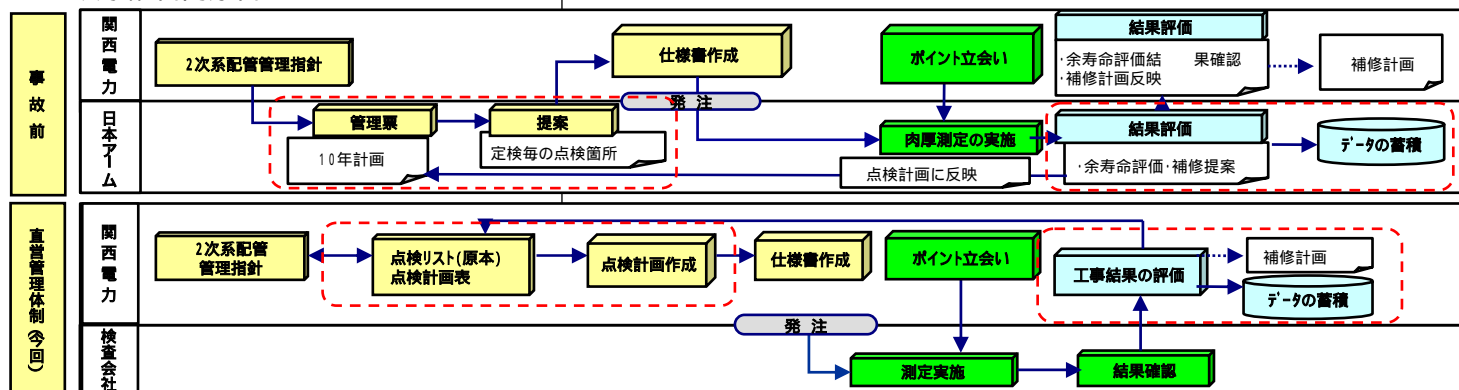 事故前
関西電力
2次系配管管理指針
仕様書作成
ポイント立会い
結果評価
･余寿命評価結　果確認
･補修計画反映
補修計画
発 注
日本アーム
管理票
10年計画
提案
定検毎の点検箇所
肉厚測定の実施
点検計画に反映
結果評価
･余寿命評価･補修提案
データの蓄積
直営管理体制(今回)
関西電力
2次系配管
管理指針
点検リスト(原本)
点検計画表
点検計画作成
仕様書作成
ポイント立会い
工事結果の評価
補修計画
データの蓄積
発 注
検査会社
測定実施
結果確認